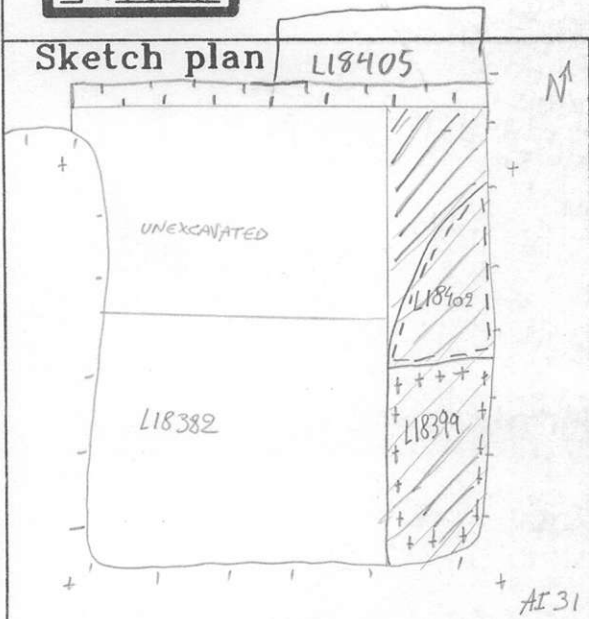 Sketch plan
L18405
N
UNEXCAVATED
L18402
L18382
L18399
AI 31